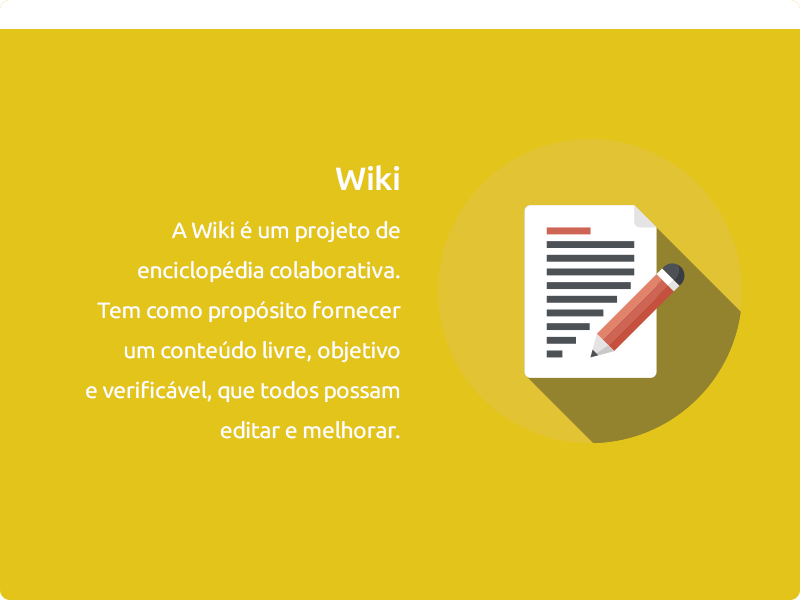 Wiki
A Wiki é um projeto de
enciclopédia colaborativa.
Tem como propósito fornecer
um conteúdo livre, objetivo
e verificável, que todos possam
editar e melhorar.